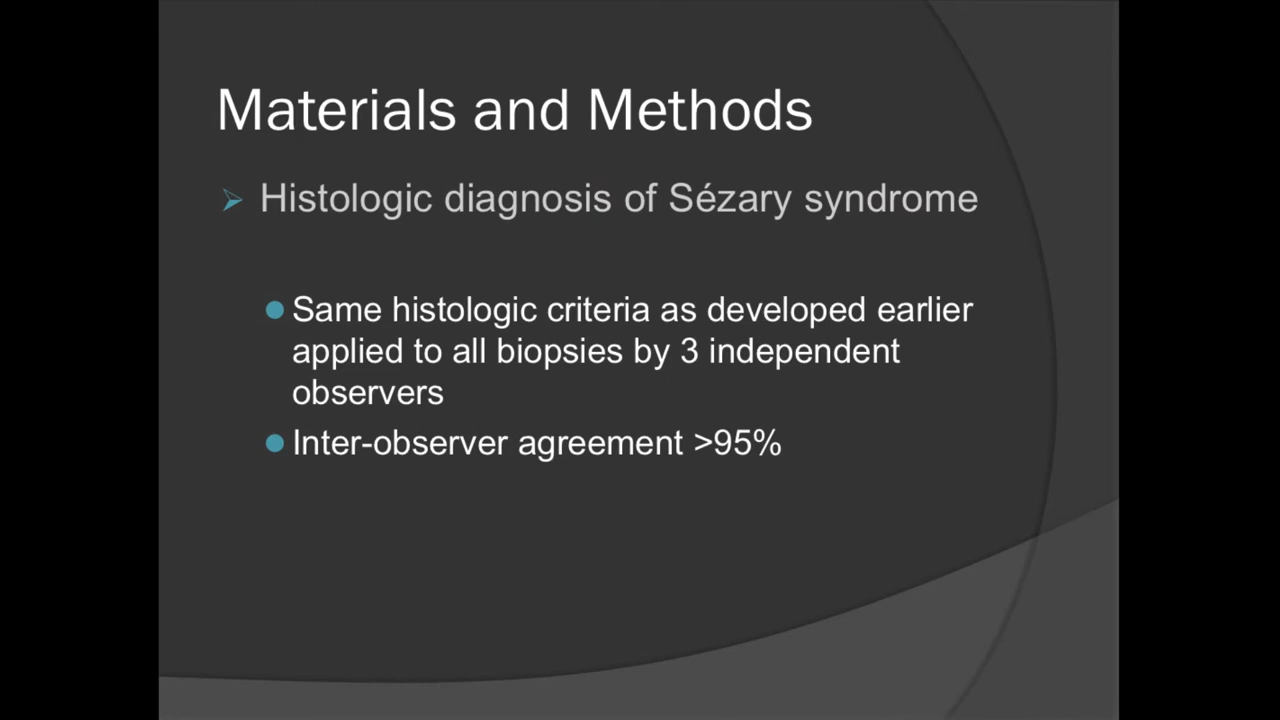 Materials and Methods
Histologic diagnosis of Sézary syndrome
Same histologic criteria as developed earlier
applied to all biopsies by 3 independent
observers
Inter-observer agreement >95%